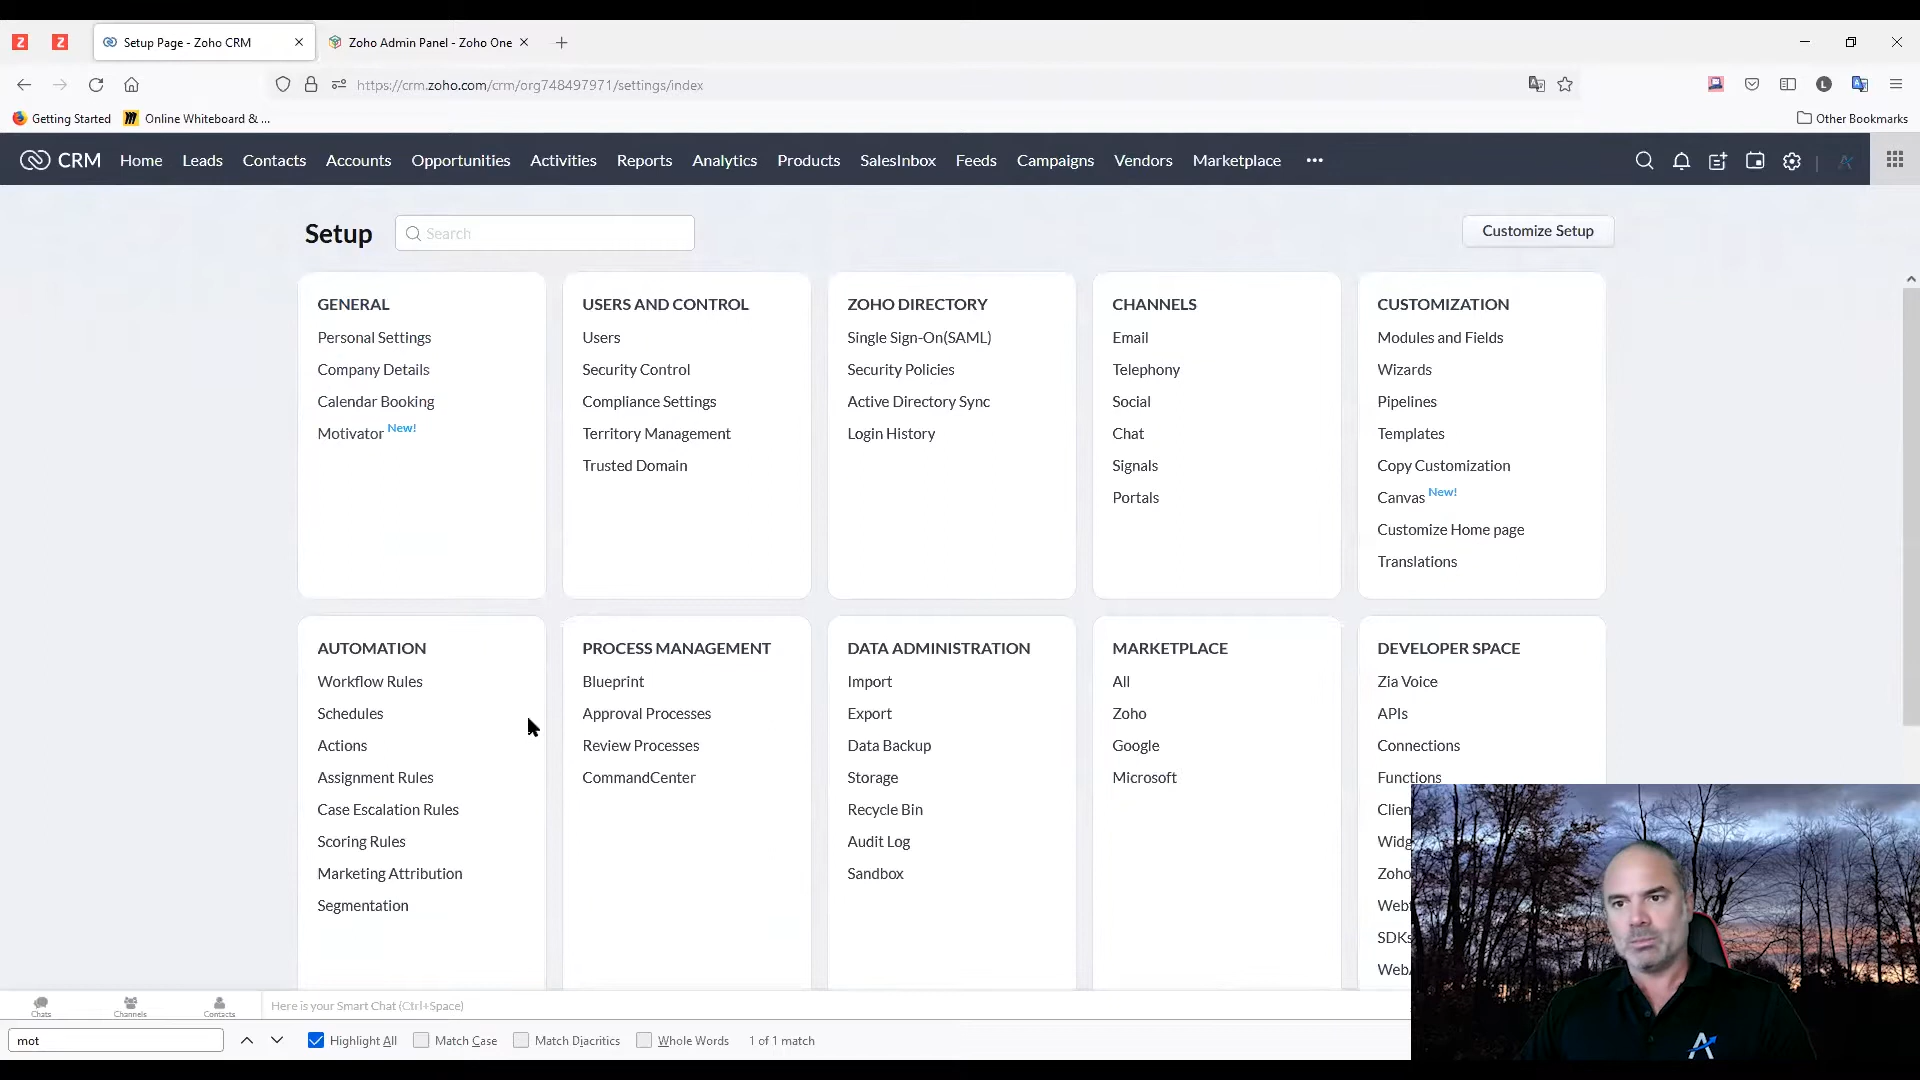 Setup Page - Zoho CRM
Zoho Admin Panel - Zoho One
https://crm.zoho.com/crm/org748497971/settings/index
Getting Started
Online Whiteboard & ...
Other Bookmarks
CRM Home Leads Contacts Accounts Opportunities Activities Reports Analytics Products SalesInbox Feeds Campaigns Vendors Marketplace
Setup
Search
Customize Setup
GENERAL
Personal Settings
Company Details
Calendar Booking
Motivator New!
USERS AND CONTROL
Users
Security Control
Compliance Settings
Territory Management
Trusted Domain
ZOHO DIRECTORY
Single Sign-On(SAML)
Security Policies
Active Directory Sync
Login History
CHANNELS
Email
Telephony
Social
Chat
Signals
Portals
CUSTOMIZATION
Modules and Fields
Wizards
Pipelines
Templates
Copy Customization
Canvas New!
Customize Home page
Translations
AUTOMATION
Workflow Rules
Schedules
Actions
Assignment Rules
Case Escalation Rules
Scoring Rules
Marketing Attribution
Segmentation
PROCESS MANAGEMENT
Blueprint
Approval Processes
Review Processes
CommandCenter
DATA ADMINISTRATION
Import
Export
Data Backup
Storage
Recycle Bin
Audit Log
Sandbox
MARKETPLACE
All
Zoho
Google
Microsoft
DEVELOPER SPACE
Zia Voice
APIs
Connections
Functions
Zoho
SDKs
Chats
Channels
Contacts
Here is your Smart Chat (Ctrl+Space)
mot
Highlight All
Match Case
Match Diacritics
Whole Words
1 of 1 match